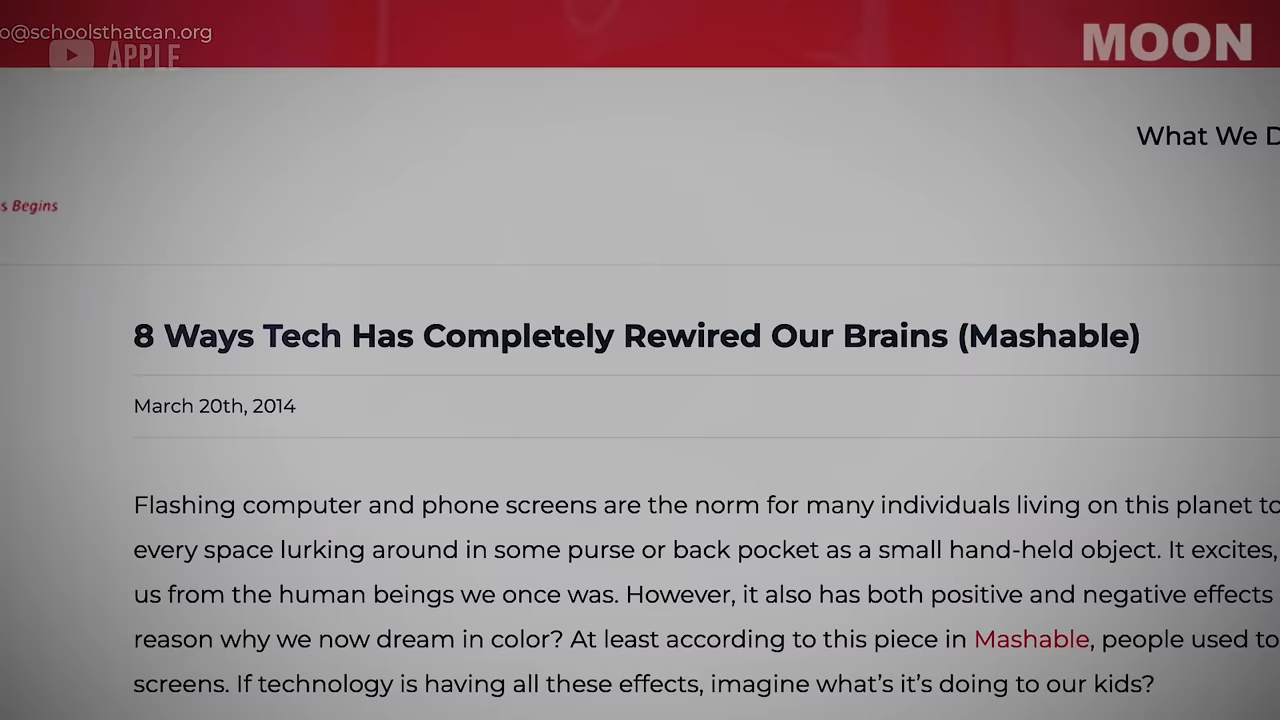 o@schoolsthatcan.org
APPLE
MOON
What We D
s Begins
8 Ways Tech Has Completely Rewired Our Brains (Mashable)
March 20th, 2014
Flashing computer and phone screens are the norm for many individuals living on this planet to
every space lurking around in some purse or back pocket as a small hand-held object. It excites,
us from the human beings we once was. However, it also has both positive and negative effects
reason why we now dream in color? At least according to this piece in Mashable, people used to
screens. If technology is having all these effects, imagine what’s it’s doing to our kids?